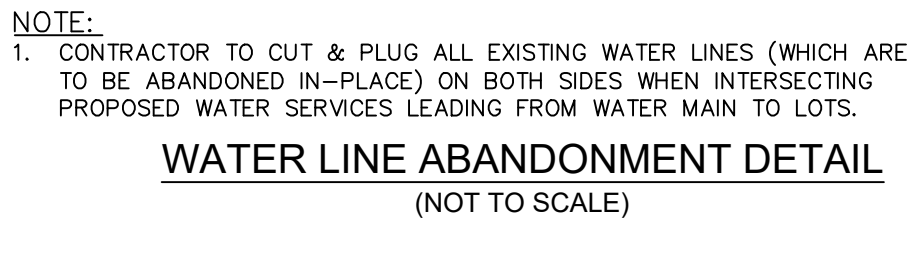 NOTE:
1. CONTRACTOR TO CUT & PLUG ALL EXISTING WATER LINES (WHICH ARE
TO BE ABANDONED IN-PLACE) ON BOTH SIDES WHEN INTERSECTING
PROPOSED WATER SERVICES LEADING FROM WATER MAIN TO LOTS.
WATER LINE ABANDONMENT DETAIL
(NOT TO SCALE)